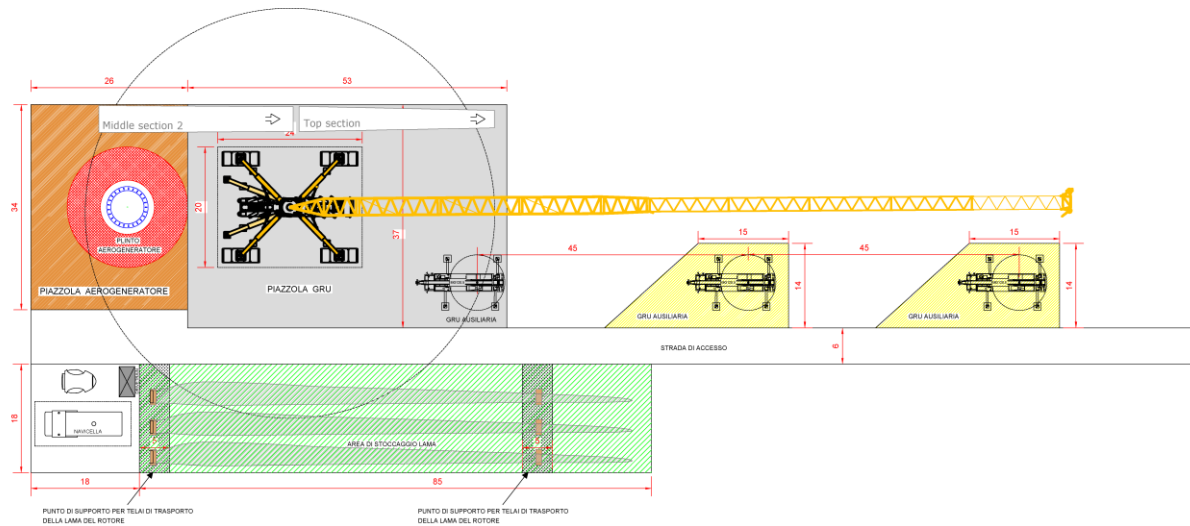 26
53
Middle section 2
Top section
24
34
20
37
PLINTO
AEROGENERATORE
45
15
45
15
PIAZZOLA AEROGENERATORE
PIAZZOLA GRU
14
14
GRU AUSILIARIA
GRU AUSILIARIA
GRU AUSILIARIA
STRADA DI ACCESSO
6
18
NAVICELLA
AREA DI STOCCAGGIO LAMA
5
5
18
85
PUNTO DI SUPPORTO PER TELAI DI TRASPORTO
DELLA LAMA DEL ROTORE
PUNTO DI SUPPORTO PER TELAI DI TRASPORTO
DELLA LAMA DEL ROTORE